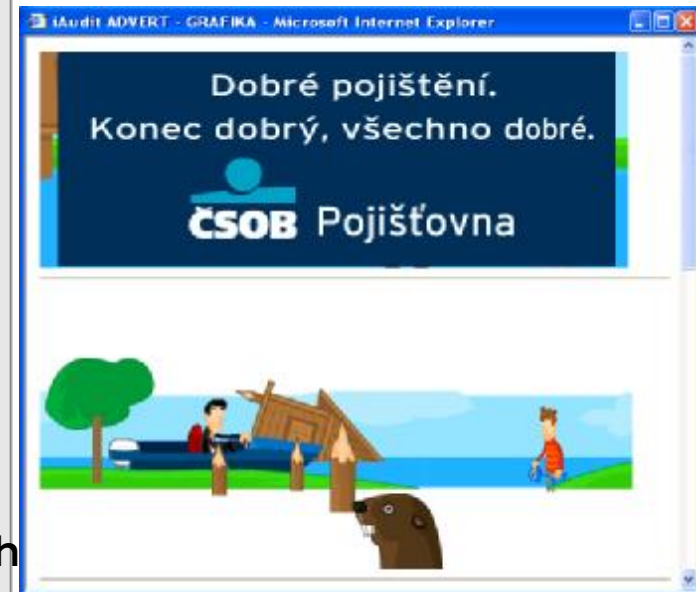 iAudit ADVERT - GRAFIKA - Microsoft Internet Explorer
Dobré pojištění.
Konec dobrý, všechno dobré.
ČSOB Pojišťovna
h